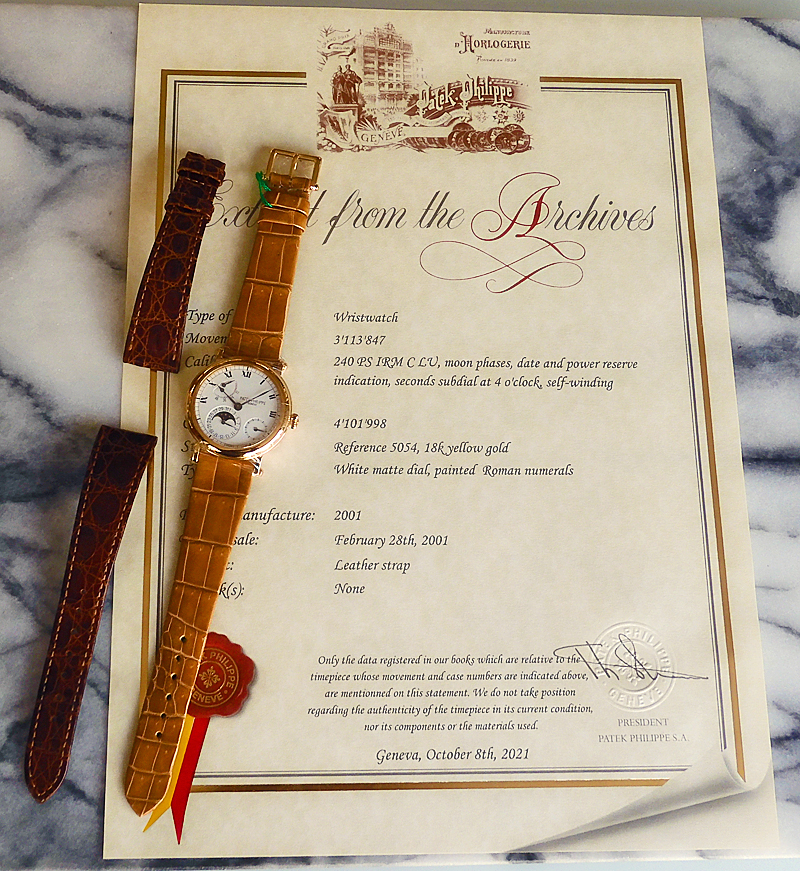 MANUFACTURE
D'HORLOGERIE
Patek Philippe
GENÈVE
from the Archives
Type of
Wristwatch
3'113'847
240 PS IRM C LU, moon phases, date and power reserve
indication, seconds subdial at 4 o'clock, self-winding
4'101'998
Reference 5054, 18k yellow gold
White matte dial, painted Roman numerals
anufacture: 2001
sale: February 28th, 2001
Leather strap
k(s): None
Only the data registered in our books which are relative to the
timepiece whose movement and case numbers are indicated above,
are mentionned on this statement. We do not take position
regarding the authenticity of the timepiece in its current condition,
nor its components or the materials used.
Geneva, October 8th, 2021
PRESIDENT
PATEK PHILIPPE S.A.